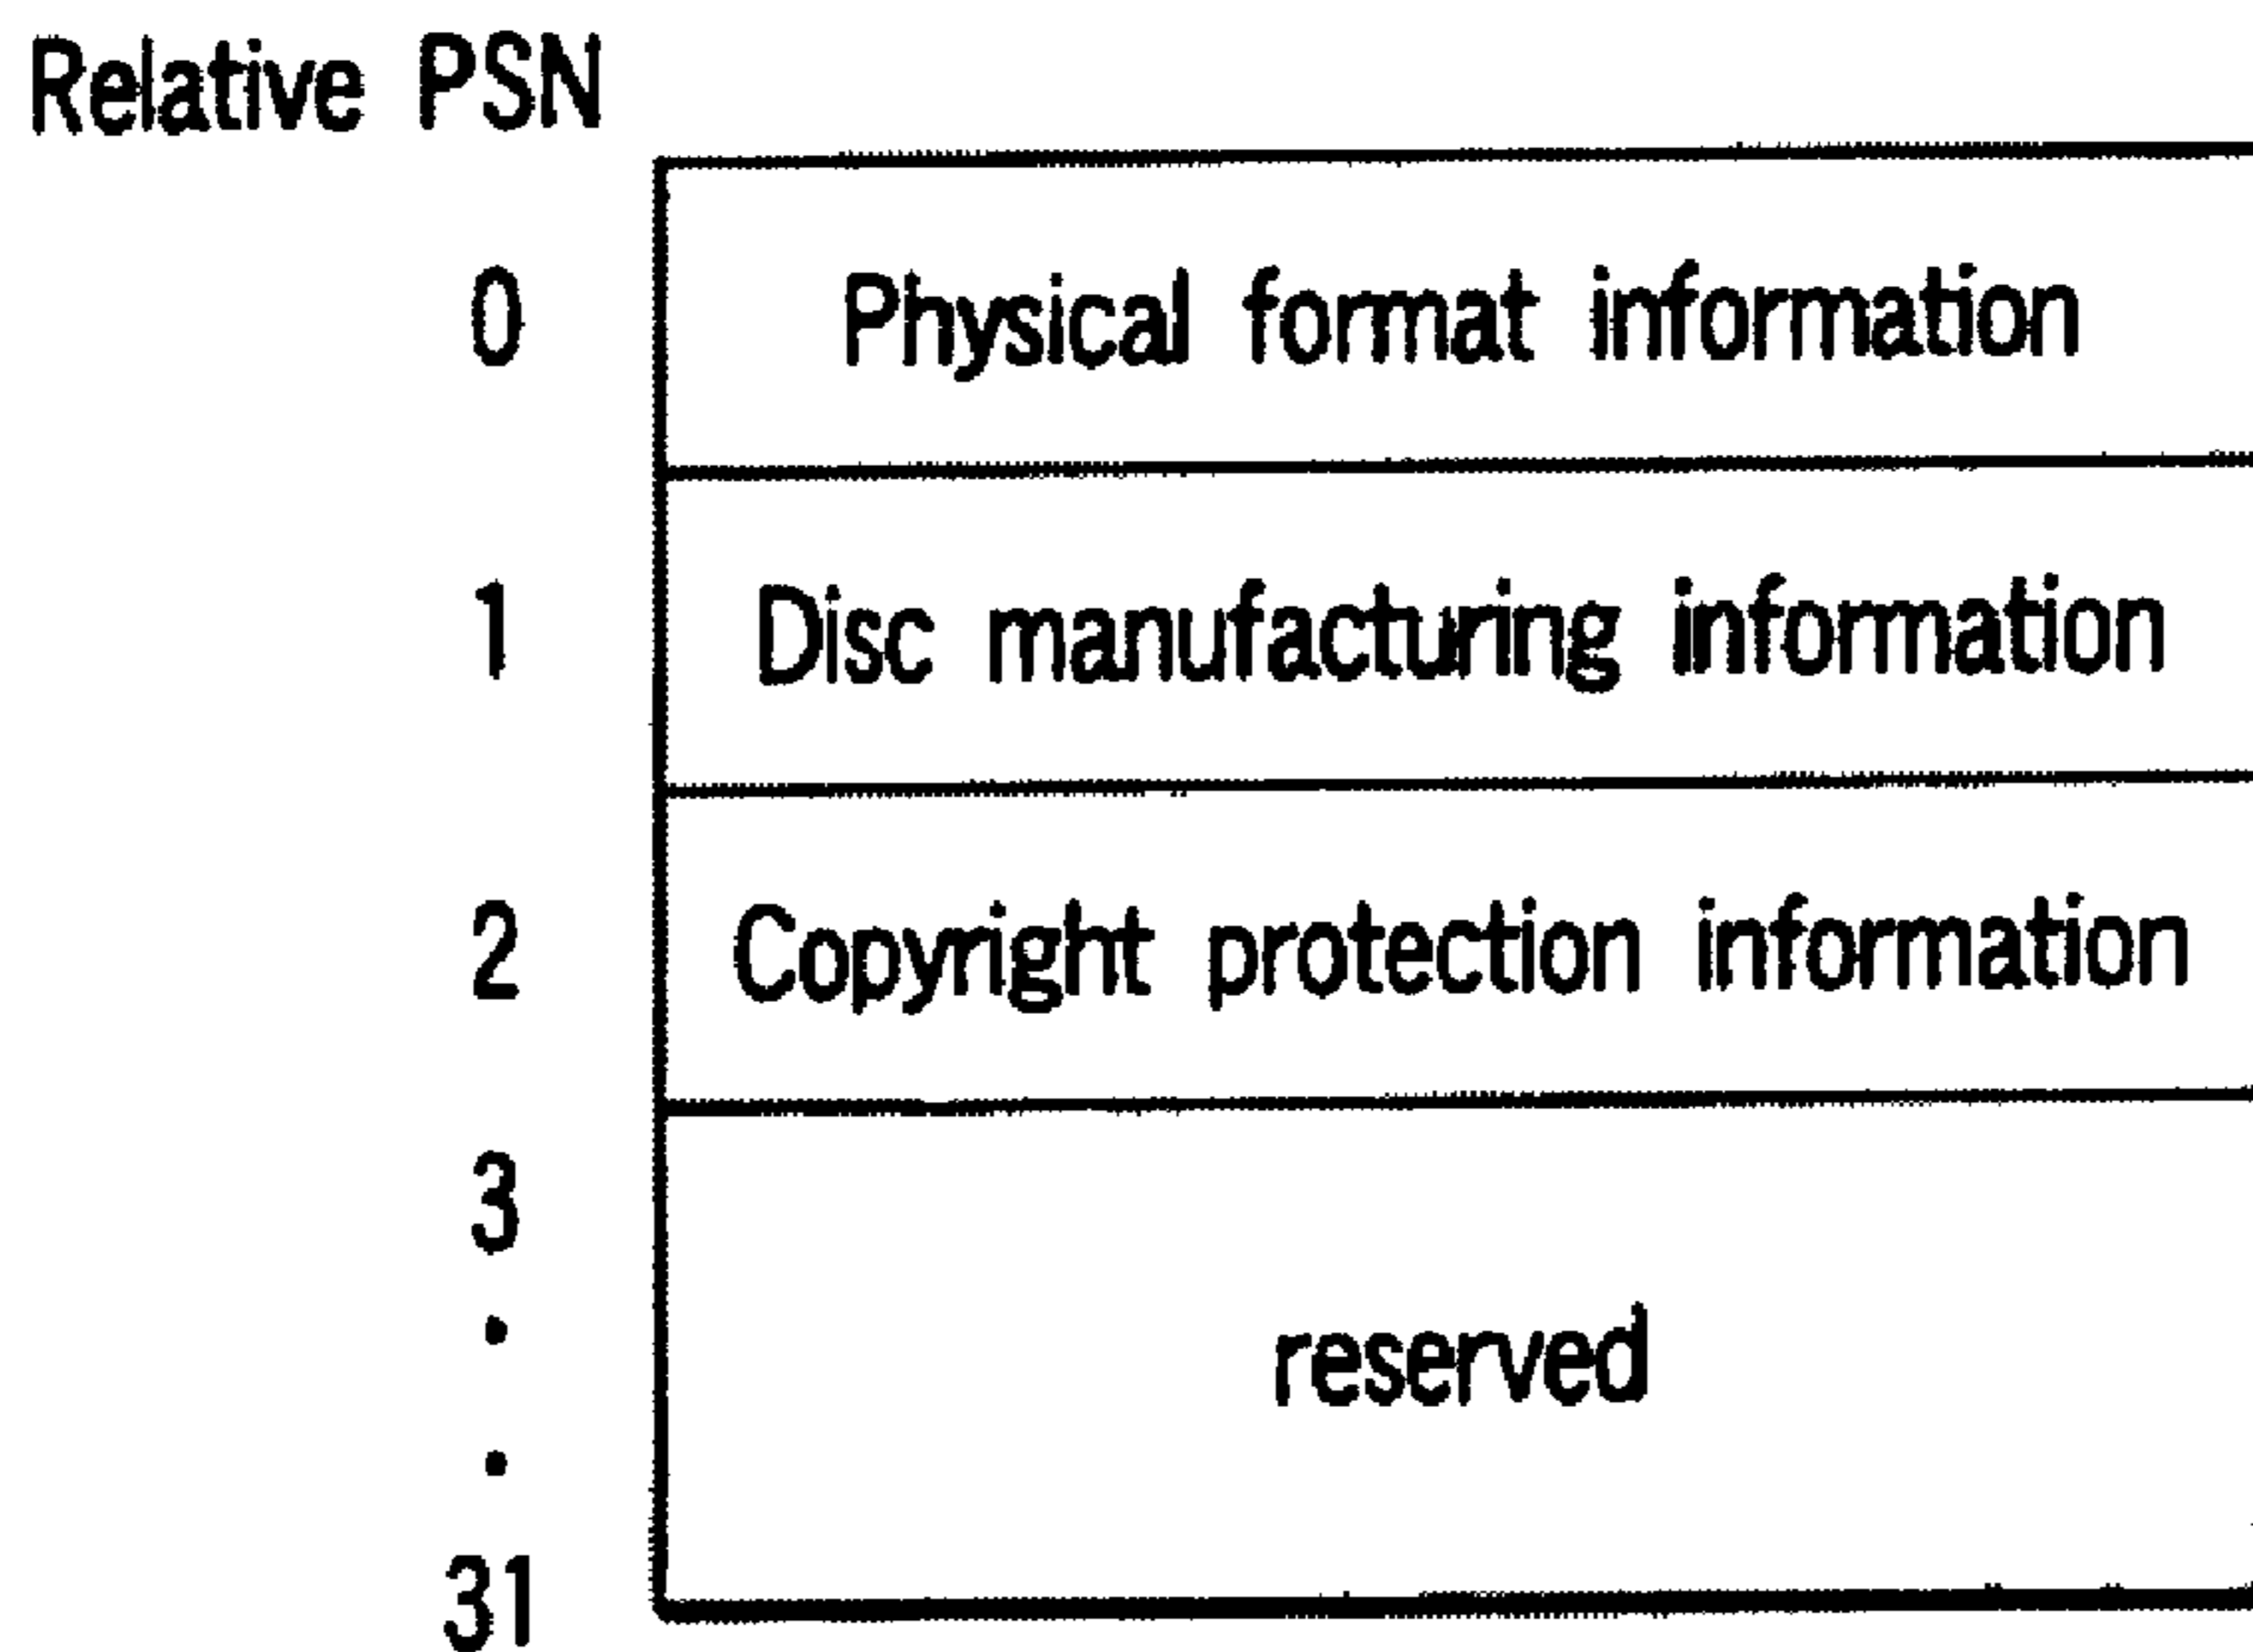 Relative PSN
0 Physical format information
1 Disc manufacturing information
2 Copyright protection information
3
reserved
31